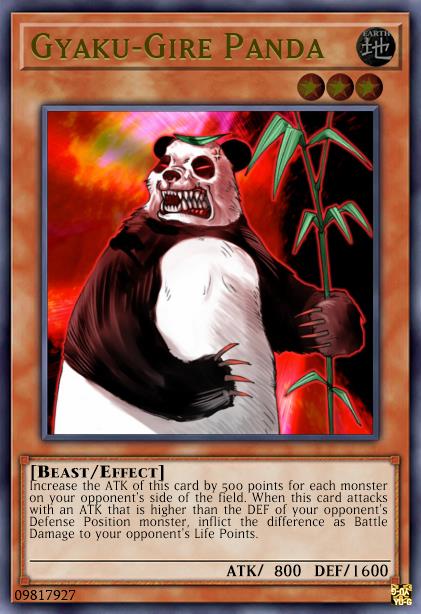 Gyaku-Gire Panda
EARTH
地
[Beast/Effect]
Increase the ATK of this card by 500 points for each monster
on your opponent's side of the field. When this card attacks
with an ATK that is higher than the DEF of your opponent's
Defense Position monster, inflict the difference as Battle
Damage to your opponent's Life Points.
ATK/ 800 DEF/1600
09817927